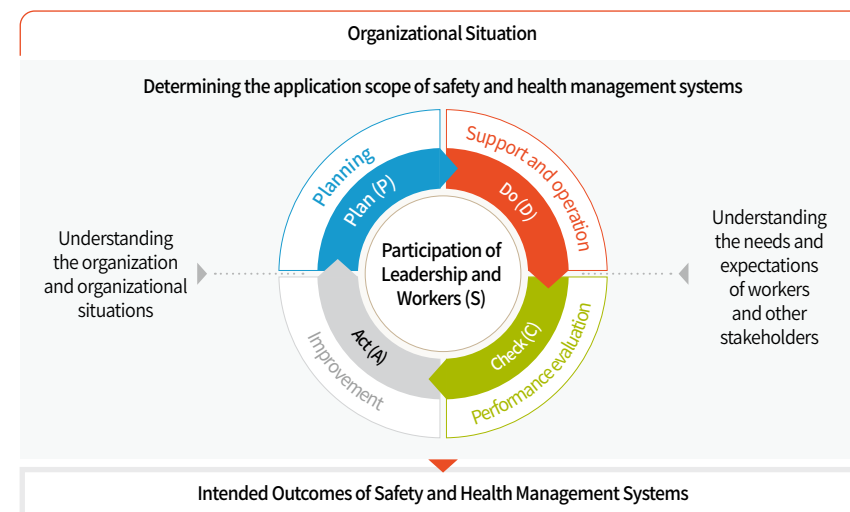 Organizational Situation
Determining the application scope of safety and health management systems
Planning
Plan (P)
Support and operation
Do (D)
Understanding
the organization
and organizational
situations
Participation of
Leadership and
Workers (S)
Understanding
the needs and
expectations
of workers
and other
stakeholders
Improvement
Act (A)
Check (C)
Performance evaluation
Intended Outcomes of Safety and Health Management Systems